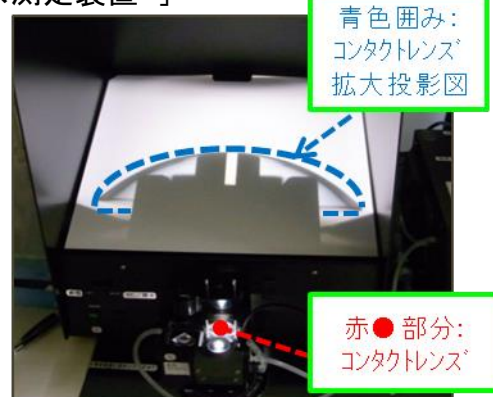 測定装置 」
青色囲み:
コンタクトレンズ
拡大投影図
赤●部分:
コンタクトレンズ